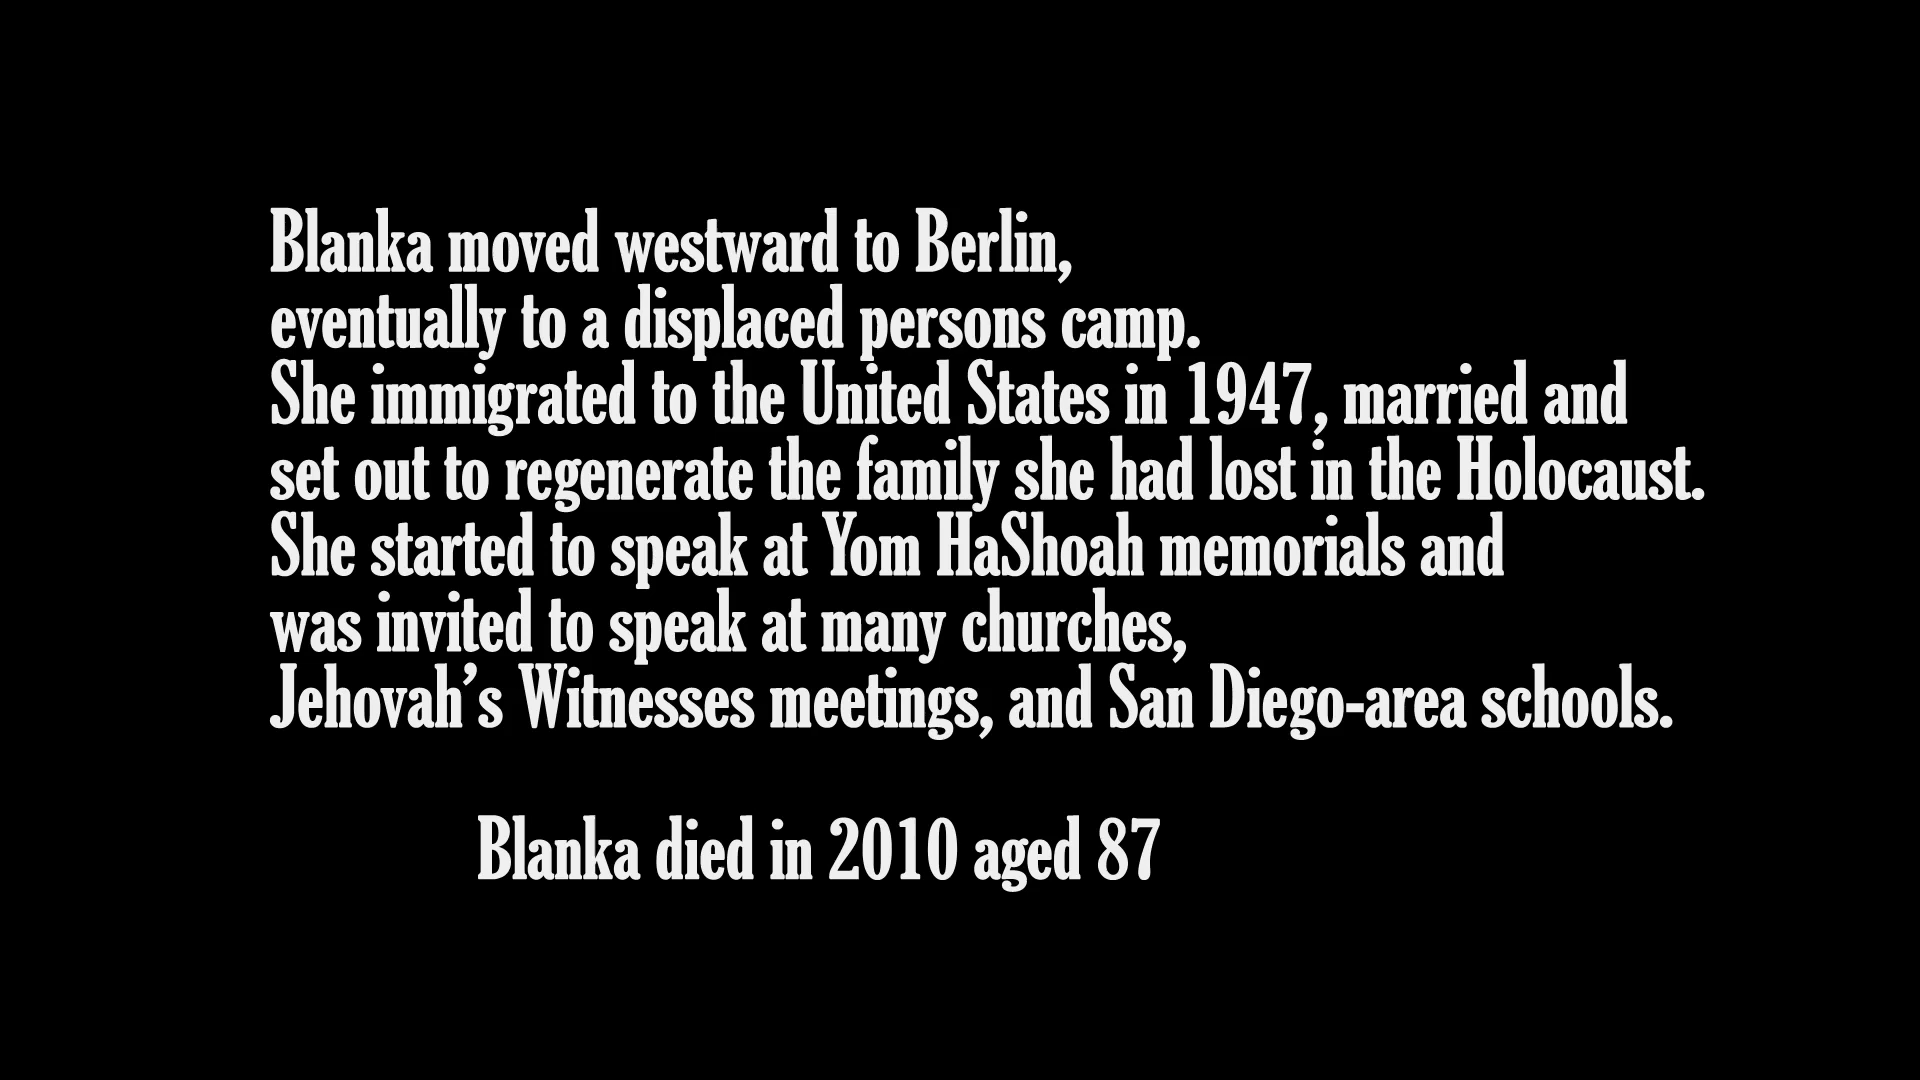 Blanka moved westward to Berlin,
eventually to a displaced persons camp.
She immigrated to the United States in 1947, married and
set out to regenerate the family she had lost in the Holocaust.
She started to speak at Yom HaShoah memorials and
was invited to speak at many churches,
Jehovah’s Witnesses meetings, and San Diego-area schools.
Blanka died in 2010 aged 87